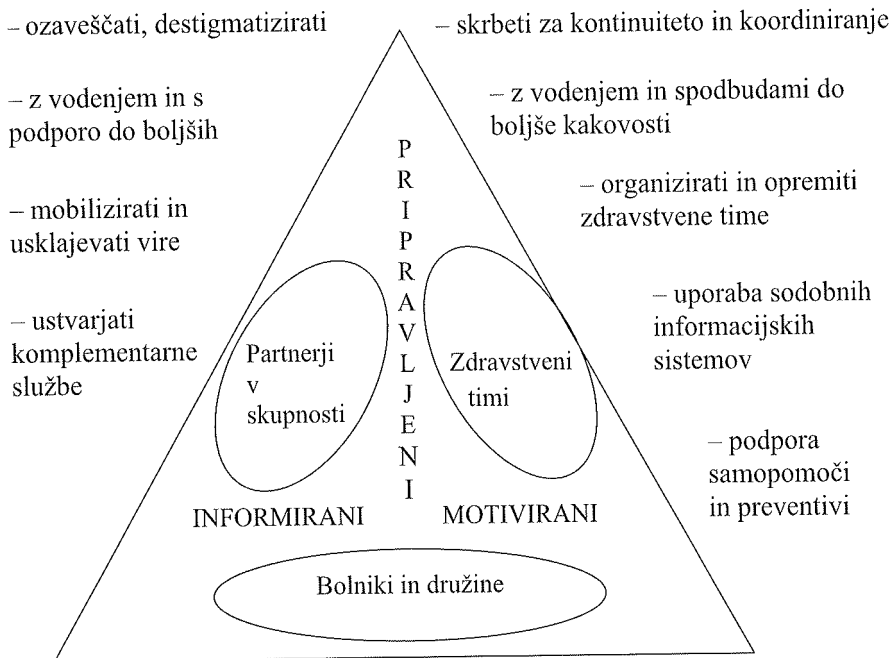 – ozaveščati, destigmatizirati
– z vodenjem in s
podporo do boljših
– mobilizirati in
usklajevati vire
– ustvarjati
komplementarne
službe
– skrbeti za kontinuiteto in koordiniranje
– z vodenjem in spodbudami do
boljše kakovosti
– organizirati in opremiti
zdravstvene time
– uporaba sodobnih
informacijskih
sistemov
– podpora
samopomoči
in preventivi
PRIPRAVLJENI
Partnerji
v
skupnosti
Zdravstveni
timi
INFORMIRANI
MOTIVIRANI
Bolniki in družine